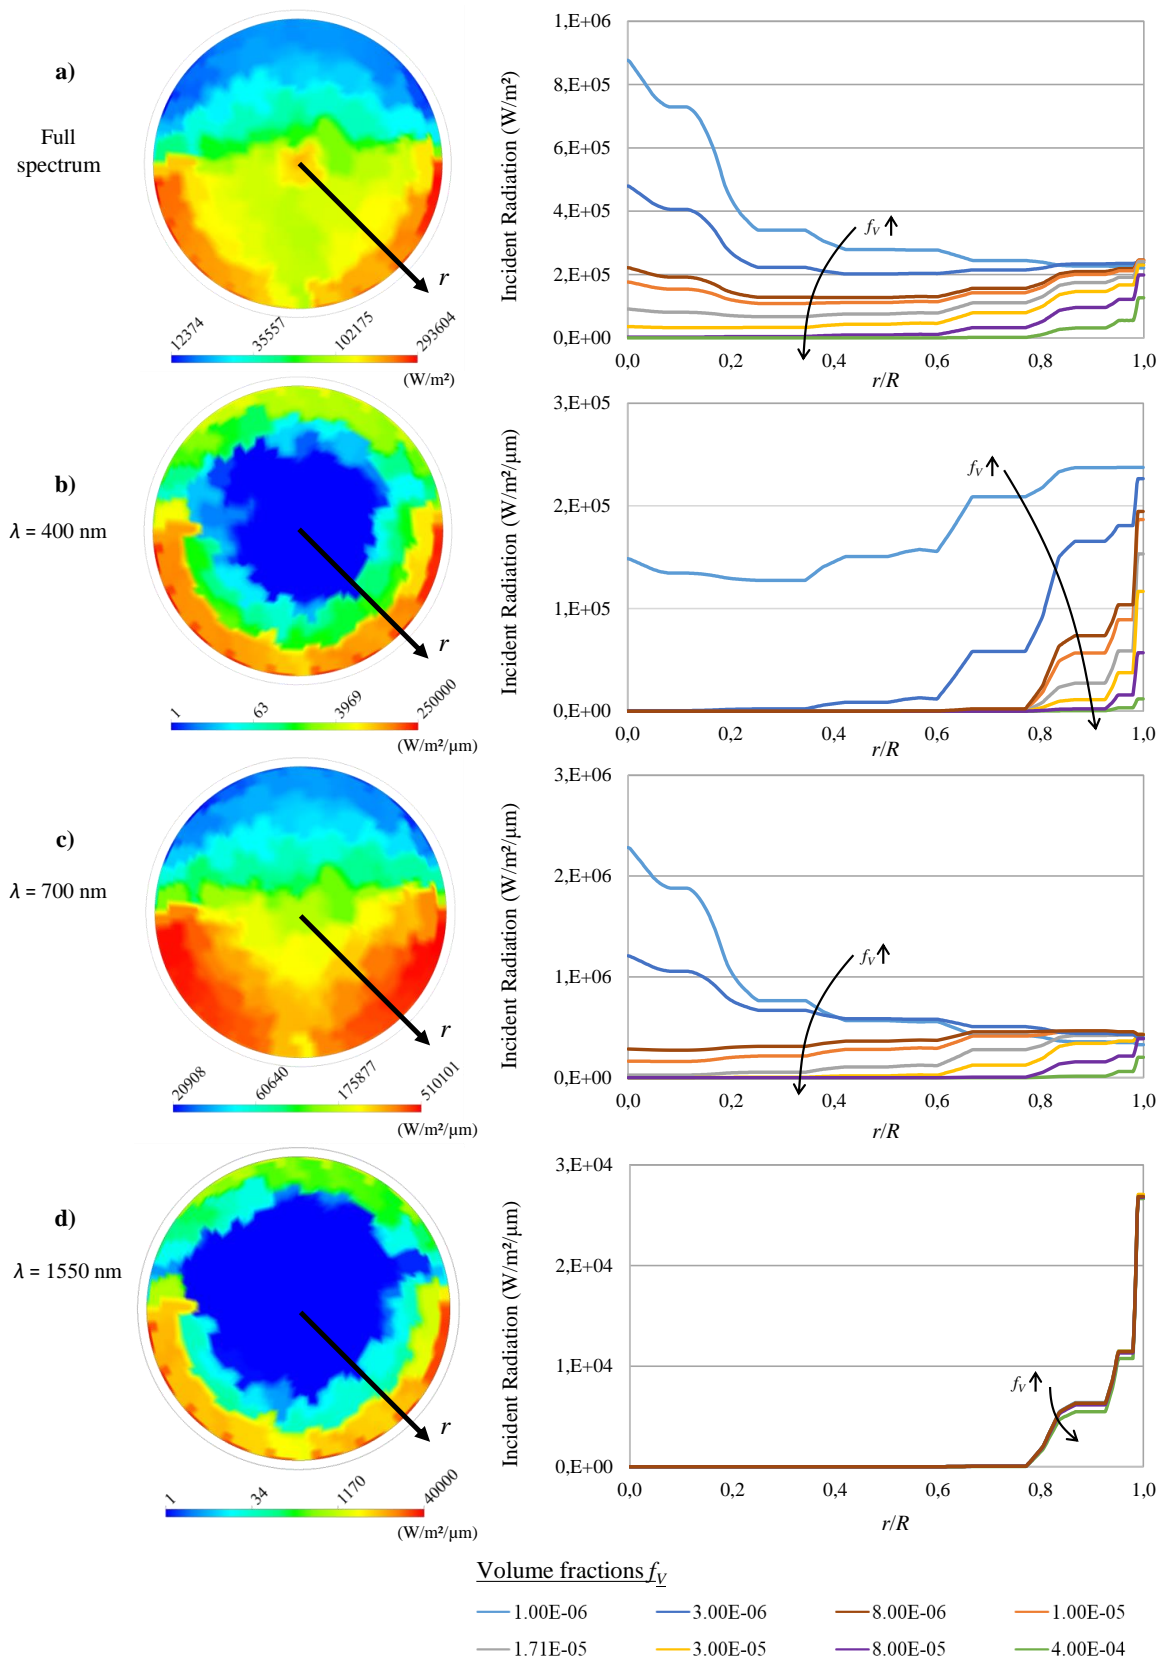 a)
Full
spectrum
r
12374 35557 102175 293604
(W/m²)
Incident Radiation (W/m²)
1,E+06
8,E+05
6,E+05
4,E+05
2,E+05
0,E+00
fV
0,0 0,2 0,4 0,6 0,8 1,0
r/R
b)
λ = 400 nm
r
1 63 3969 250000
(W/m²/µm)
Incident Radiation (W/m²/µm)
3,E+05
2,E+05
1,E+05
0,E+00
fV
0,0 0,2 0,4 0,6 0,8 1,0
r/R
c)
λ = 700 nm
r
20908 60640 175877 510101
(W/m²/µm)
Incident Radiation (W/m²/µm)
3,E+06
2,E+06
1,E+06
0,E+00
fV
0,0 0,2 0,4 0,6 0,8 1,0
r/R
d)
λ = 1550 nm
r
1 34 1170 40000
(W/m²/µm)
Incident Radiation (W/m²/µm)
3,E+04
2,E+04
1,E+04
0,E+00
fV
0,0 0,2 0,4 0,6 0,8 1,0
r/R
Volume fractions fV
1.00E-06 3.00E-06 8.00E-06 1.00E-05
1.71E-05 3.00E-05 8.00E-05 4.00E-04